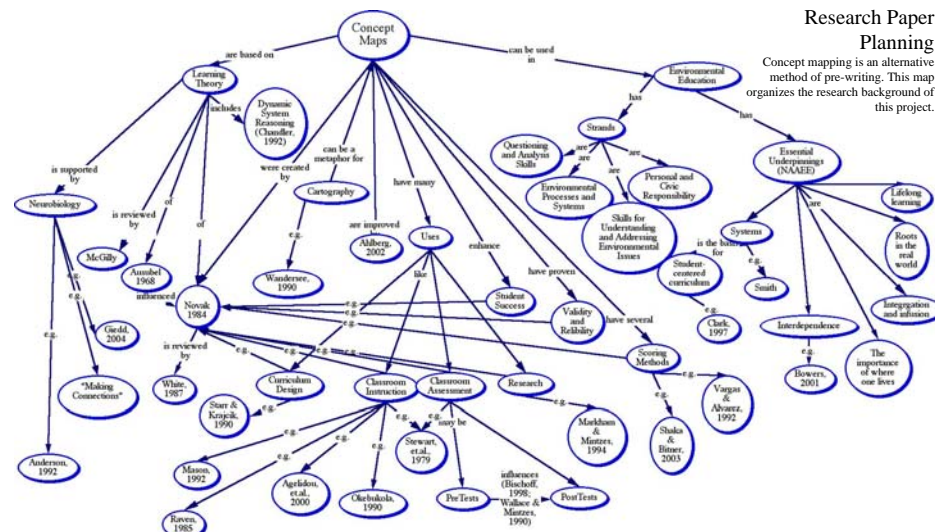 Research Paper
Planning
Concept mapping is an alternative
method of pre-writing. This map
organizes the research background of
this project.
Concept
Maps
are based on
can be used
in
Learning
Theory
Environmental
Education
includes
Dynamic
System
Reasoning
(Chandler,
1992)
has
has
Strands
can be a
metaphor for
were created
by
is supported
by
Questioning
and Analysis
Skills
are
are
are
are
Essential
Underpinnings
(NAAEE)
Personal and
Civic
Responsibility
Environmental
Processes and
Systems
Lifelong
learning
Cartography
have many
Neurobiology
is reviewed
by
of
of
are improved
Ahlberg,
2002
Uses
Skills for
Understanding
and Addressing
Environmental
Issues
are
Systems
Roots
in the
real
world
is the basis
for
enhance
McGilly
Ausubel
1968
e.g.
Wandersee,
1990
like
Student-
centered
curriculum
e.g.
Smith
have proven
influenced
Novak
1984
e.g.
Student
Success
e.g.
Validity
and
Relibility
e.g.
e.g.
e.g.
Giedd,
2004
e.g.
Clark,
1997
Integregation
and infusion
Interdependence
have several
is reviewed
by
e.g.
e.g.
e.g.
e.g.
Scoring
Methods
e.g.
Bowers,
2001
The
importance
of where
one lives
"Making
Connections"
White,
1987
Curriculum
Design
Classroom
Instruction
Classroom
Assessment
Research
e.g.
Vargas
&
Alvarez,
1992
Starr &
Krajcik,
1990
e.g.
e.g.
e.g.
may be
e.g.
Markham
&
Mintzes,
1994
e.g.
Shaka
&
Bitner,
2003
Stewart,
et.al.,
1979
Anderson,
1992
e.g.
Mason,
1992
e.g.
e.g.
Agelidou,
et.al.,
2000
e.g.
Okebukola,
1990
PreTests
influences
(Bischoff,
1998;
Wallace &
Mintzes,
1990)
PostTests
Raven,
1985